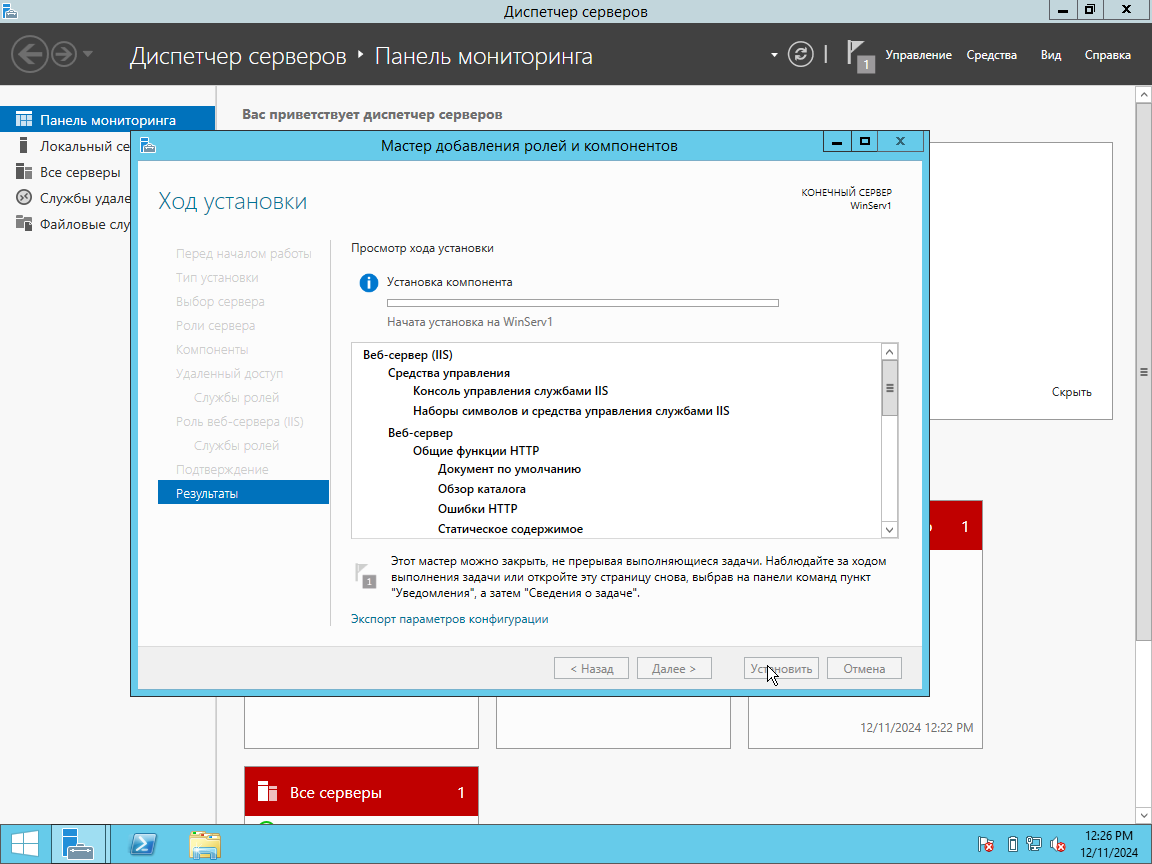 Диспетчер серверов
Диспетчер серверов
Панель мониторинга
1
Управление
Средства
Вид
Справка
Панель мониторинга
Локальный се
Все серверы
Службы удале
Файловые слу
Вас приветствует диспетчер серверов
Мастер добавления ролей и компонентов
Ход установки
КОНЕЧНЫЙ СЕРВЕР
WinServ1
Перед началом работы
Тип установки
Выбор сервера
Роли сервера
Компоненты
Удаленный доступ
Службы ролей
Роль веб-сервера (IIS)
Службы ролей
Подтверждение
Результаты
Просмотр хода установки
Установка компонента
Начата установка на WinServ1
Веб-сервер (IIS)
Средства управления
Консоль управления службами IIS
Наборы символов и средства управления службами IIS
Веб-сервер
Общие функции HTTP
Документ по умолчанию
Обзор каталога
Ошибки HTTP
Статическое содержимое
1
Этот мастер можно закрыть, не прерывая выполняющиеся задачи. Наблюдайте за ходом
выполнения задачи или откройте эту страницу снова, выбрав на панели команд пункт
"Уведомления", а затем "Сведения о задаче".
Экспорт параметров конфигурации
< Назад
Далее >
Установить
Отмена
Скрыть
1
12/11/2024 12:22 PM
Все серверы
1
12:26 PM
12/11/2024